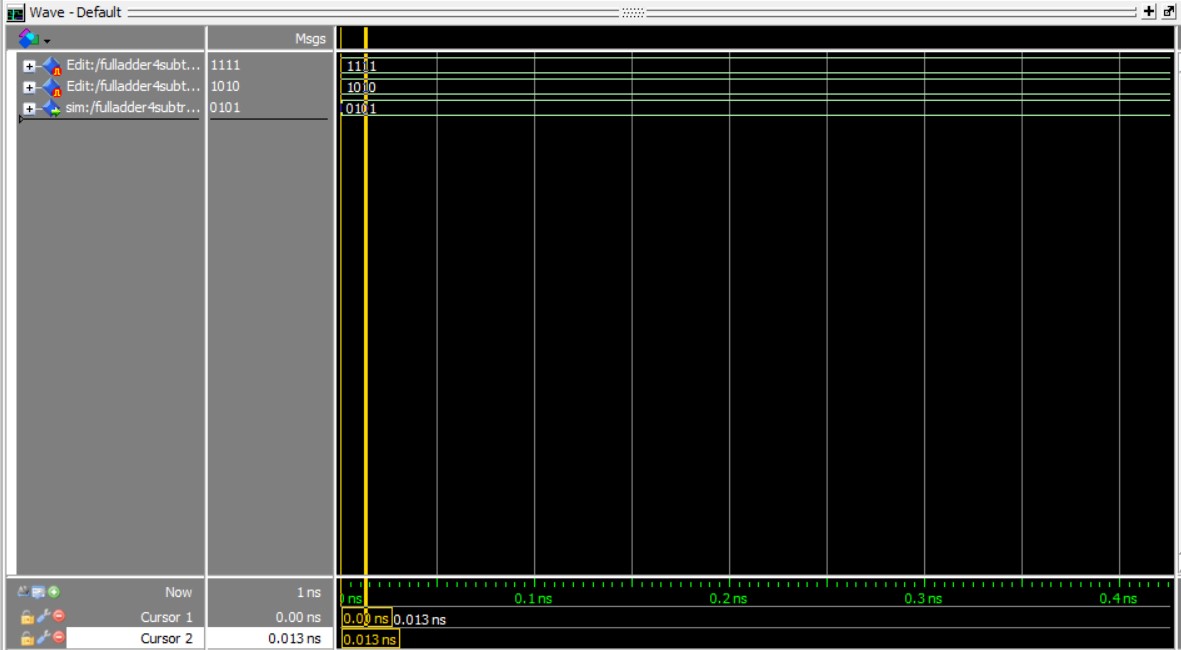 Wave - Default
Msgs
Edit:/fulladder4subt... 1111 1111
Edit:/fulladder4subt... 1010 1010
sim:/fulladder4subtr... 0101 0101
Now 1 ns ns 0.1 ns 0.2 ns 0.3 ns 0.4 ns
Cursor 1 0.00 ns 0.00 ns 0.013 ns
Cursor 2 0.013 ns 0.013 ns